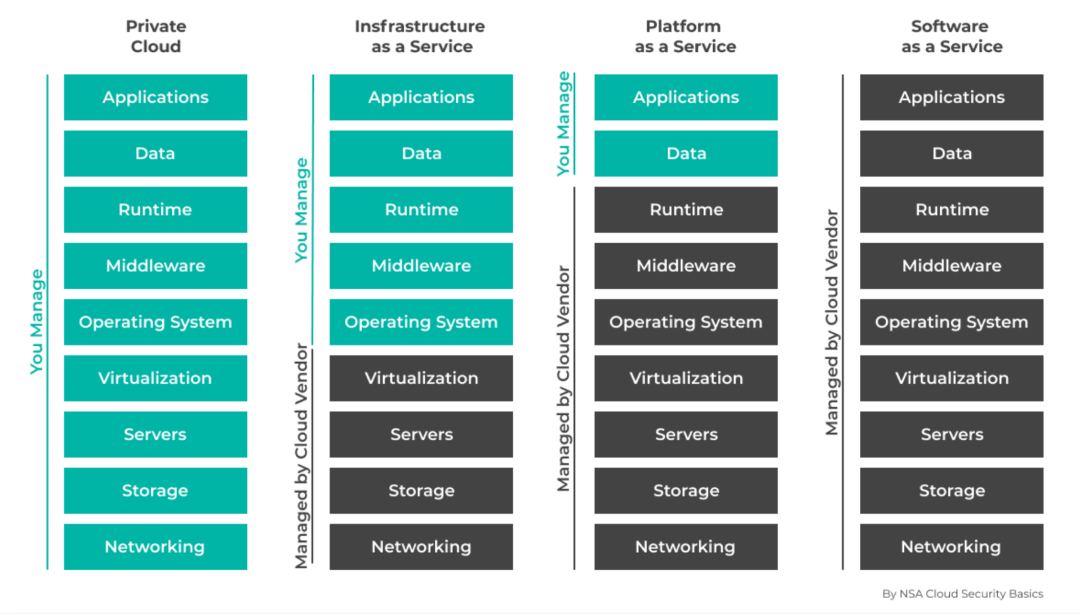 Private
Cloud
You Manage
Applications
Data
Runtime
Middleware
Operating System
Virtualization
Servers
Storage
Networking
Insfrastructure
as a Service
You Manage
Managed by Cloud Vendor
Applications
Data
Runtime
Middleware
Operating System
Virtualization
Servers
Storage
Networking
Platform
as a Service
You Manage
Managed by Cloud Vendor
Applications
Data
Runtime
Middleware
Operating System
Virtualization
Servers
Storage
Networking
Software
as a Service
Managed by Cloud Vendor
Applications
Data
Runtime
Middleware
Operating System
Virtualization
Servers
Storage
Networking
By NSA Cloud Security Basics